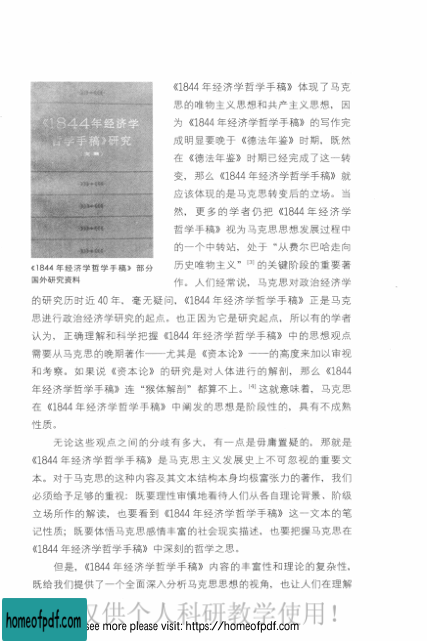 《1844 年经济学哲学手稿》体现了马克
思的唯物主义思想和共产主义思想，因
为《1844 年经济学哲学手稿》的写作完
成明显要晚于《德法年鉴》时期，既然
在《德法年鉴》时期已经完成了这一转
变，那么《1844 年经济学哲学手稿》就
应该体现的是马克思转变后的立场。当
然，更多的学者仍把《1844 年经济学
哲学手稿》视为马克思思想发展过程中
的一个中转站，处于“从费尔巴哈走向
历史唯物主义”[3] 的关键阶段的重要著
作。人们经常说，马克思对政治经济学
《1844年经济学
哲学手稿》研究
《1844 年经济学哲学手稿》部分
国外研究资料
的研究历时近 40 年，毫无疑问，《1844 年经济学哲学手稿》正是马克
思进行政治经济学研究的起点。也正因为它是研究起点，所以有的学者
认为，正确理解和科学把握《1844 年经济学哲学手稿》中的思想观点
需要从马克思的晚期著作——尤其是《资本论》——的高度来加以审视
和考察。如果说《资本论》的研究是对人体进行的解剖，那么《1844
年经济学哲学手稿》连“猴体解剖”都算不上。[4] 这就意味着，马克思
在《1844 年经济学哲学手稿》中阐发的思想是阶段性的，具有不成熟
性质。
无论这些观点之间的分歧有多大，有一点是毋庸置疑的，那就是
《1844 年经济学哲学手稿》是马克思主义发展史上不可忽视的重要文
本。对于马克思的这种内容及其文本结构本身均极富张力的著作，我们
必须给予足够的重视：既要理性审慎地看待人们从各自理论背景、阶级
立场所作的解读，也要看到《1844 年经济学哲学手稿》这一文本的笔
记性质；既要体悟马克思感情丰富的社会现实描述，也要把握马克思在
《1844 年经济学哲学手稿》中深刻的哲学之思。
但是，《1844 年经济学哲学手稿》内容的丰富性和理论的复杂性，
既给我们提供了一个全面深入分析马克思思想的视角，也让人们在理解
仅供个人科研教学使用！
homeofpdf.com
see more please visit: https://homeofpdf.com